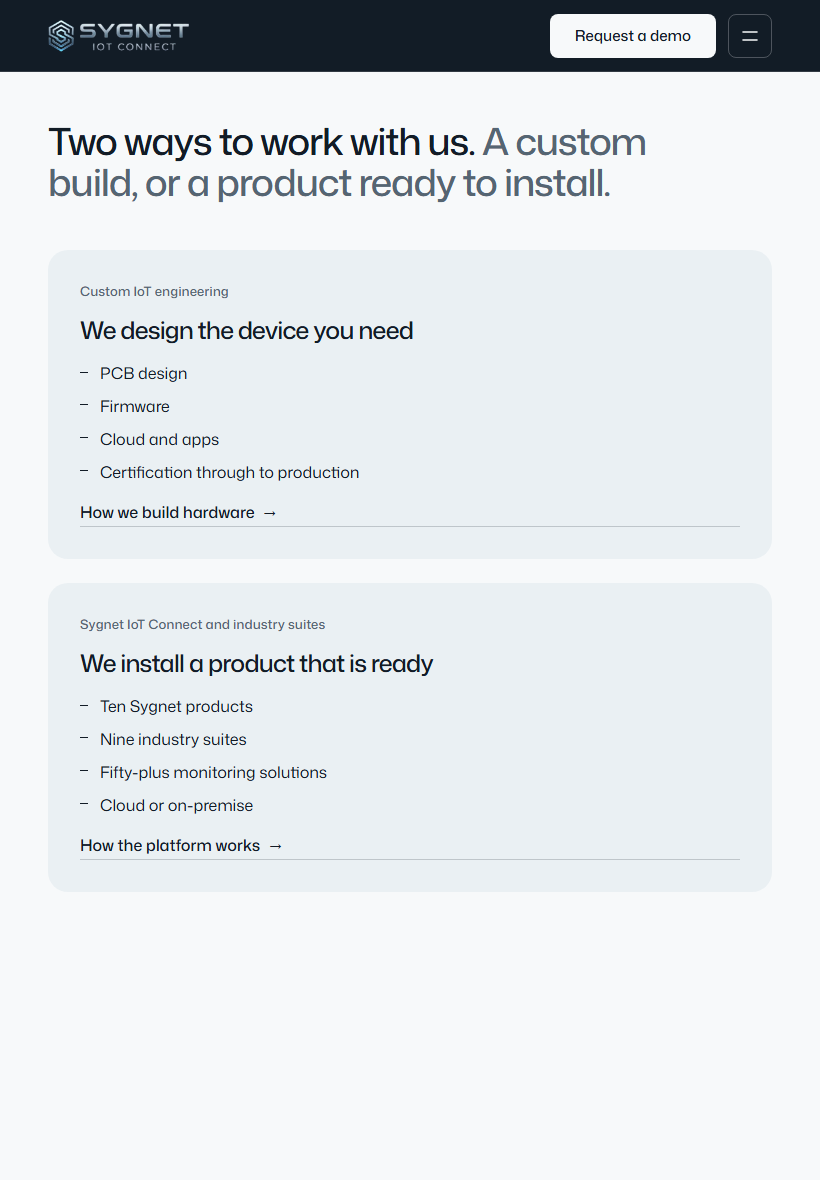 SYGNET
IOT CONNECT
Request a demo
Two ways to work with us. A custom
build, or a product ready to install.
Custom IoT engineering
We design the device you need
– PCB design
– Firmware
– Cloud and apps
– Certification through to production
How we build hardware →
Sygnet IoT Connect and industry suites
We install a product that is ready
– Ten Sygnet products
– Nine industry suites
– Fifty-plus monitoring solutions
– Cloud or on-premise
How the platform works →